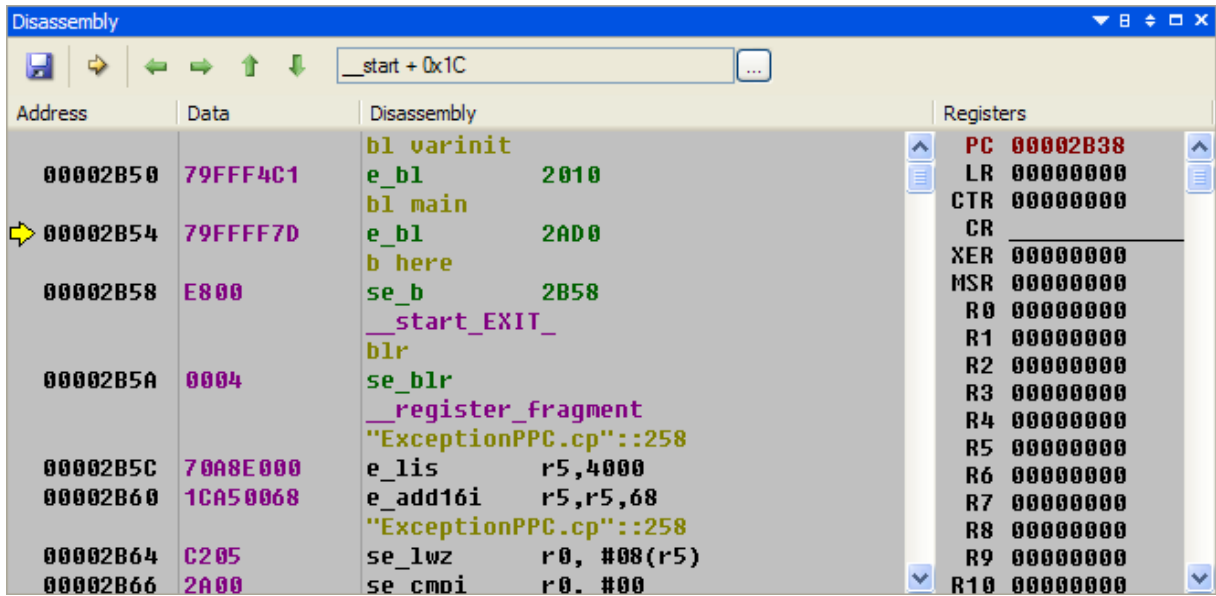 Disassembly
__start + 0x1C
...
Address Data Disassembly Registers
bl varinit
00002B50 79FFF4C1 e_bl 2010
bl main
00002B54 79FFFF7D e_bl 2AD0
b here
00002B58 E800 se_b 2B58
__start_EXIT_
blr
00002B5A 0004 se_blr
__register_fragment
"ExceptionPPC.cp"::258
00002B5C 70A8E000 e_lis r5,4000
00002B60 1CA50068 e_add16i r5,r5,68
"ExceptionPPC.cp"::258
00002B64 C205 se_lwz r0, #08(r5)
00002B66 2A00 se_cmpi r0, #00
PC 00002B38
LR 00000000
CTR 00000000
CR
XER 00000000
MSR 00000000
R0 00000000
R1 00000000
R2 00000000
R3 00000000
R4 00000000
R5 00000000
R6 00000000
R7 00000000
R8 00000000
R9 00000000
R10 00000000